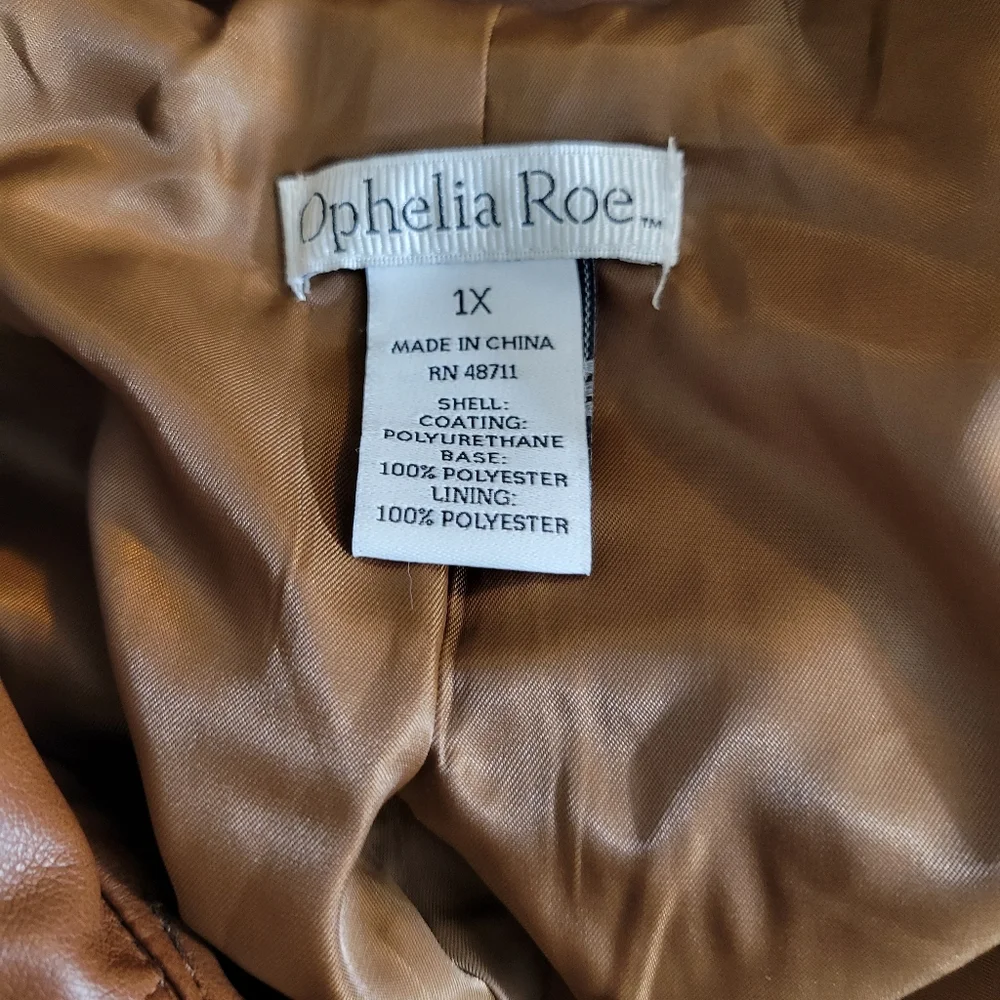 Ophelia Roe™
1X
MADE IN CHINA
RN 48711
SHELL:
COATING:
POLYURETHANE
BASE:
100% POLYESTER
LINING:
100% POLYESTER